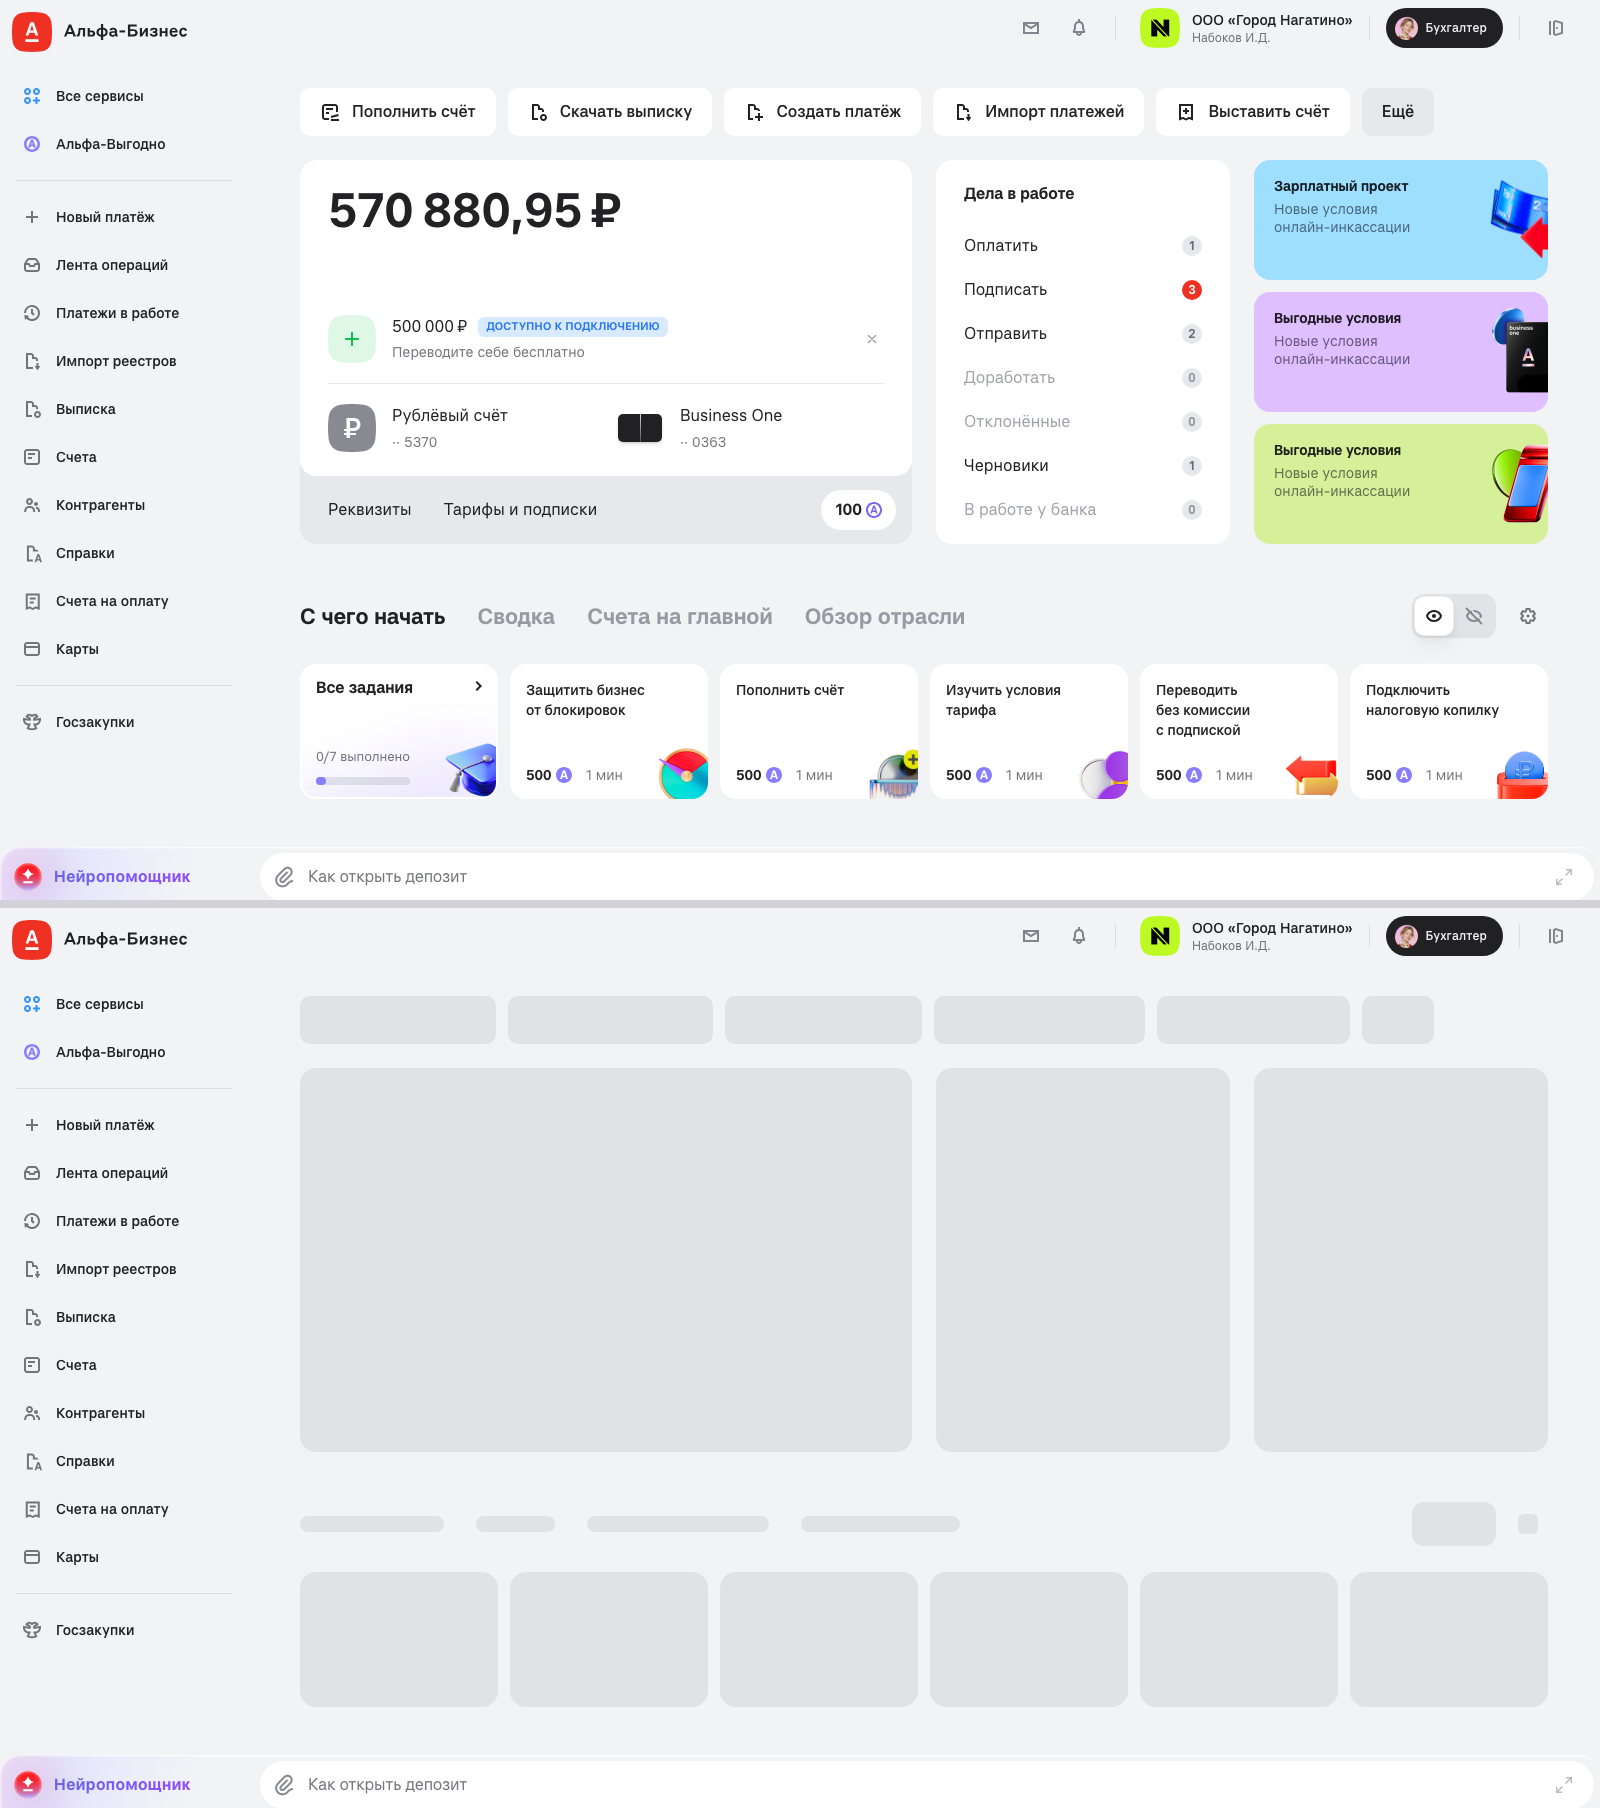 Альфа-Бизнес
ООО «Город Нагатино»
Набоков И.Д.
Бухгалтер
Все сервисы
Альфа-Выгодно
Новый платёж
Лента операций
Платежи в работе
Импорт реестров
Выписка
Счета
Контрагенты
Справки
Счета на оплату
Карты
Госзакупки
Пополнить счёт
Скачать выписку
Создать платёж
Импорт платежей
Выставить счёт
Ещё
570 880,95 ₽
500 000 ₽ ДОСТУПНО К ПОДКЛЮЧЕНИЮ
Переводите себе бесплатно
Рублёвый счёт
·· 5370
Business One
·· 0363
Реквизиты
Тарифы и подписки
100
Дела в работе
Оплатить 1
Подписать 3
Отправить 2
Доработать 0
Отклонённые 0
Черновики 1
В работе у банка 0
Зарплатный проект
Новые условия
онлайн-инкассации
Выгодные условия
Новые условия
онлайн-инкассации
business
one
Выгодные условия
Новые условия
онлайн-инкассации
С чего начать
Сводка
Счета на главной
Обзор отрасли
Все задания
0/7 выполнено
Защитить бизнес
от блокировок
500 1 мин
Пополнить счёт
500 1 мин
Изучить условия
тарифа
500 1 мин
Переводить
без комиссии
с подпиской
500 1 мин
Подключить
налоговую копилку
500 1 мин
Нейропомощник
Как открыть депозит
Альфа-Бизнес
ООО «Город Нагатино»
Набоков И.Д.
Бухгалтер
Все сервисы
Альфа-Выгодно
Новый платёж
Лента операций
Платежи в работе
Импорт реестров
Выписка
Счета
Контрагенты
Справки
Счета на оплату
Карты
Госзакупки
Нейропомощник
Как открыть депозит